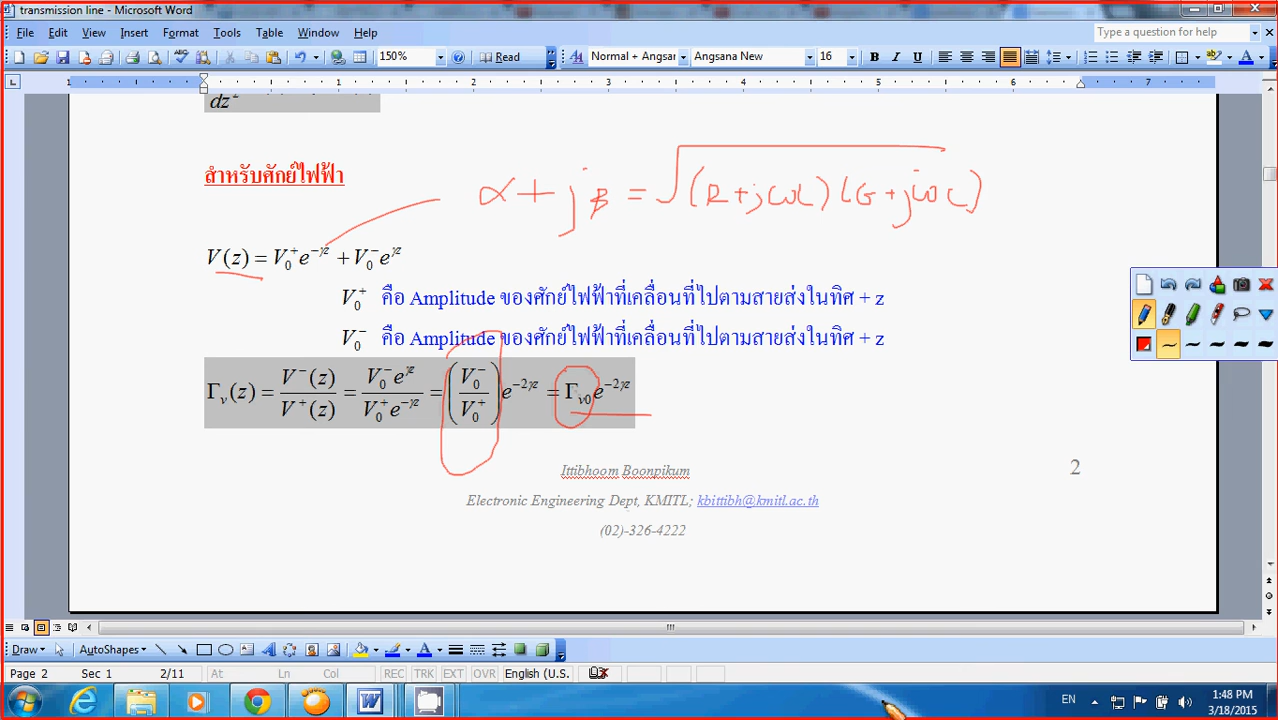 transmission line - Microsoft Word
File Edit View Insert Format Tools Table Window Help Type a question for help
150% Read Normal + Angsar Angsana New 16 B I U
1 1 2 3 4 5 6 7
dz²
สำหรับศักย์ไฟฟ้า
α + jβ = √(R+jωL)(G+jωC)
V(z) = V₀⁺e^{-γz} + V₀⁻e^{γz}
V₀⁺ คือ Amplitude ของศักย์ไฟฟ้าที่เคลื่อนที่ไปตามสายส่งในทิศ + z
V₀⁻ คือ Amplitude ของศักย์ไฟฟ้าที่เคลื่อนที่ไปตามสายส่งในทิศ + z
Γᵥ(z) = V⁻(z)/V⁺(z) = V₀⁻e^{γz}/V₀⁺e^{-γz} = (V₀⁻/V₀⁺)e^{-2γz} = Γᵥ₀e^{-2γz}
Ittibhoom Boonpikum
2
Electronic Engineering Dept, KMITL; kbittibh@kmitl.ac.th
(02)-326-4222
Draw AutoShapes
Page 2 Sec 1 2/11 At Ln Col REC TRK EXT OVR English (U.S.
EN 1:48 PM
3/18/2015